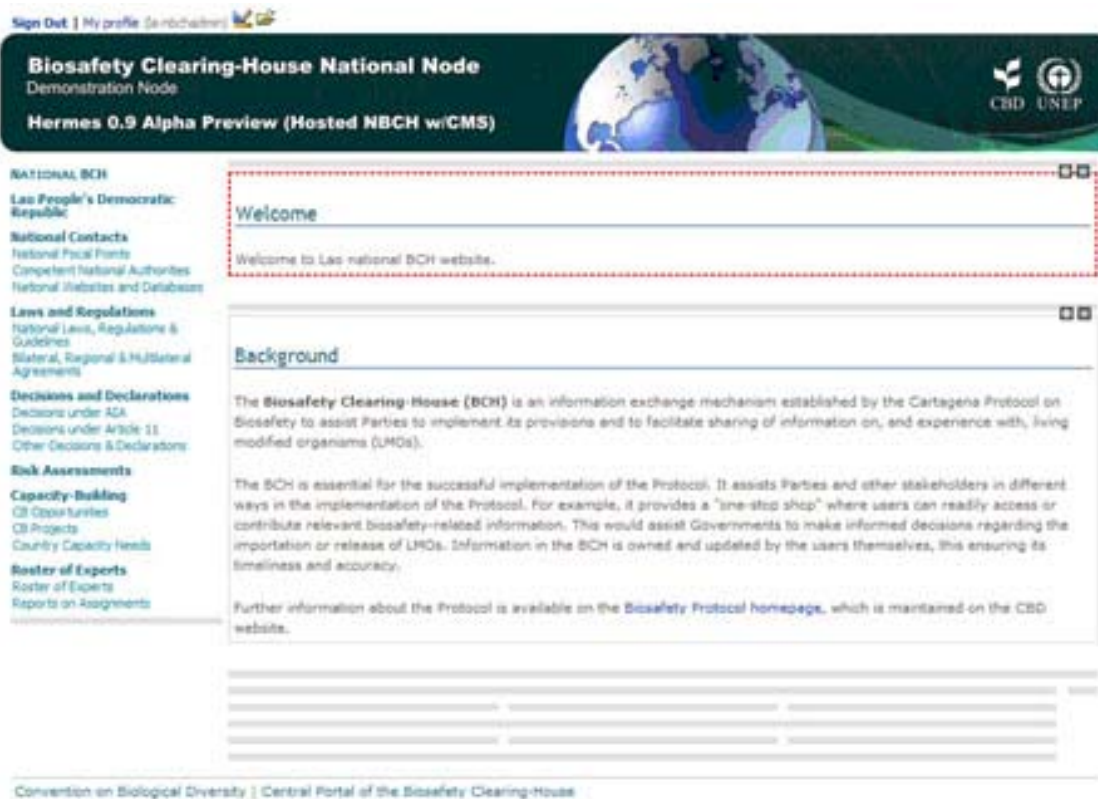 Sign Out | My profile (la-nbchadmin)
Biosafety Clearing-House National Node
Demonstration Node
Hermes 0.9 Alpha Preview (Hosted NBCH w/CMS)
CBD UNEP
NATIONAL BCH
Lao People's Democratic
Republic
National Contacts
National Focal Points
Competent National Authorities
National Websites and Databases
Laws and Regulations
National Laws, Regulations &
Guidelines
Bilateral, Regional & Multilateral
Agreements
Decisions and Declarations
Decisions under AIA
Decisions under Article 11
Other Decisions & Declarations
Risk Assessments
Capacity-Building
CB Opportunities
CB Projects
Country Capacity Needs
Roster of Experts
Roster of Experts
Reports on Assignments
Welcome
Welcome to Lao national BCH website.
Background
The Biosafety Clearing-House (BCH) is an information exchange mechanism established by the Cartagena Protocol on
Biosafety to assist Parties to implement its provisions and to facilitate sharing of information on, and experience with, living
modified organisms (LMOs).
The BCH is essential for the successful implementation of the Protocol. It assists Parties and other stakeholders in different
ways in the implementation of the Protocol. For example, it provides a "one-stop shop" where users can readily access or
contribute relevant biosafety-related information. This would assist Governments to make informed decisions regarding the
importation or release of LMOs. Information in the BCH is owned and updated by the users themselves, this ensuring its
timeliness and accuracy.
Further information about the Protocol is available on the Biosafety Protocol homepage, which is maintained on the CBD
website.
Convention on Biological Diversity | Central Portal of the Biosafety Clearing-House